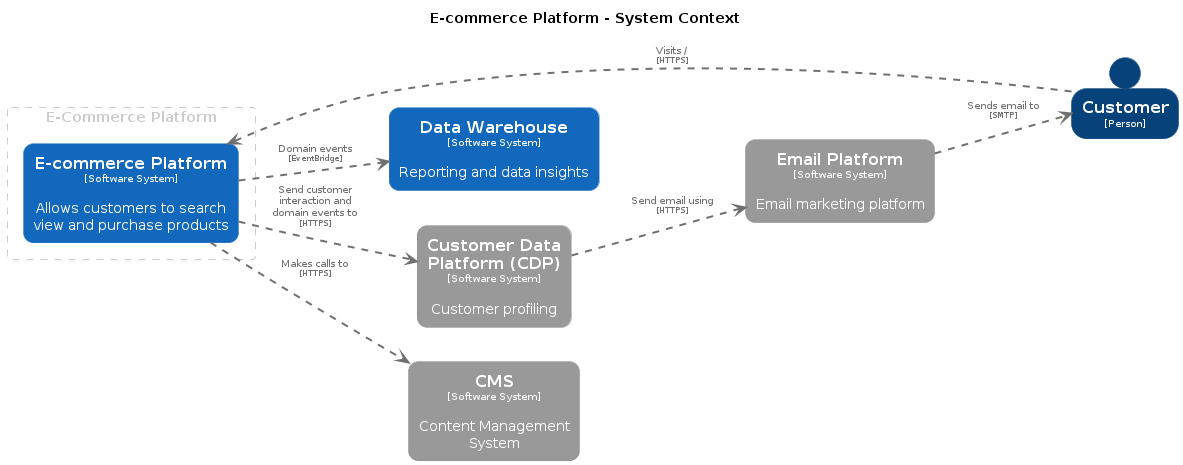 E-commerce Platform - System Context
Visits /
[HTTPS]
Customer
[Person]
E-Commerce Platform
E-commerce Platform
[Software System]
Allows customers to search
view and purchase products
Domain events
[EventBridge]
Data Warehouse
[Software System]
Reporting and data insights
Send customer
interaction and
domain events to
[HTTPS]
Customer Data
Platform (CDP)
[Software System]
Customer profiling
Send email using
[HTTPS]
Email Platform
[Software System]
Email marketing platform
Sends email to
[SMTP]
Makes calls to
[HTTPS]
CMS
[Software System]
Content Management
System